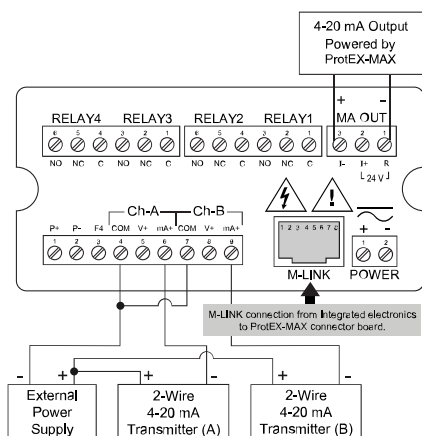 4-20 mA Output
Powered by
ProtEX-MAX
+ -
RELAY4 RELAY3 RELAY2 RELAY1 MA OUT
6 5 4 3 2 1 6 5 4 3 2 1 3 2 1
NO NC C NO NC C NO NC C NO NC C I- I+ R
24 V
Ch-A Ch-B
P+ P- F4 COM V+ mA+ COM V+ mA+
1 2 3 4 5 6 7 8 9
1 2 3 4 5 6 7 8
M-LINK
+ -
1 2
POWER
M-LINK connection from Integrated electronics
to ProtEX-MAX connector board.
- + + - + -
External
Power
Supply
2-Wire
4-20 mA
Transmitter (A)
2-Wire
4-20 mA
Transmitter (B)